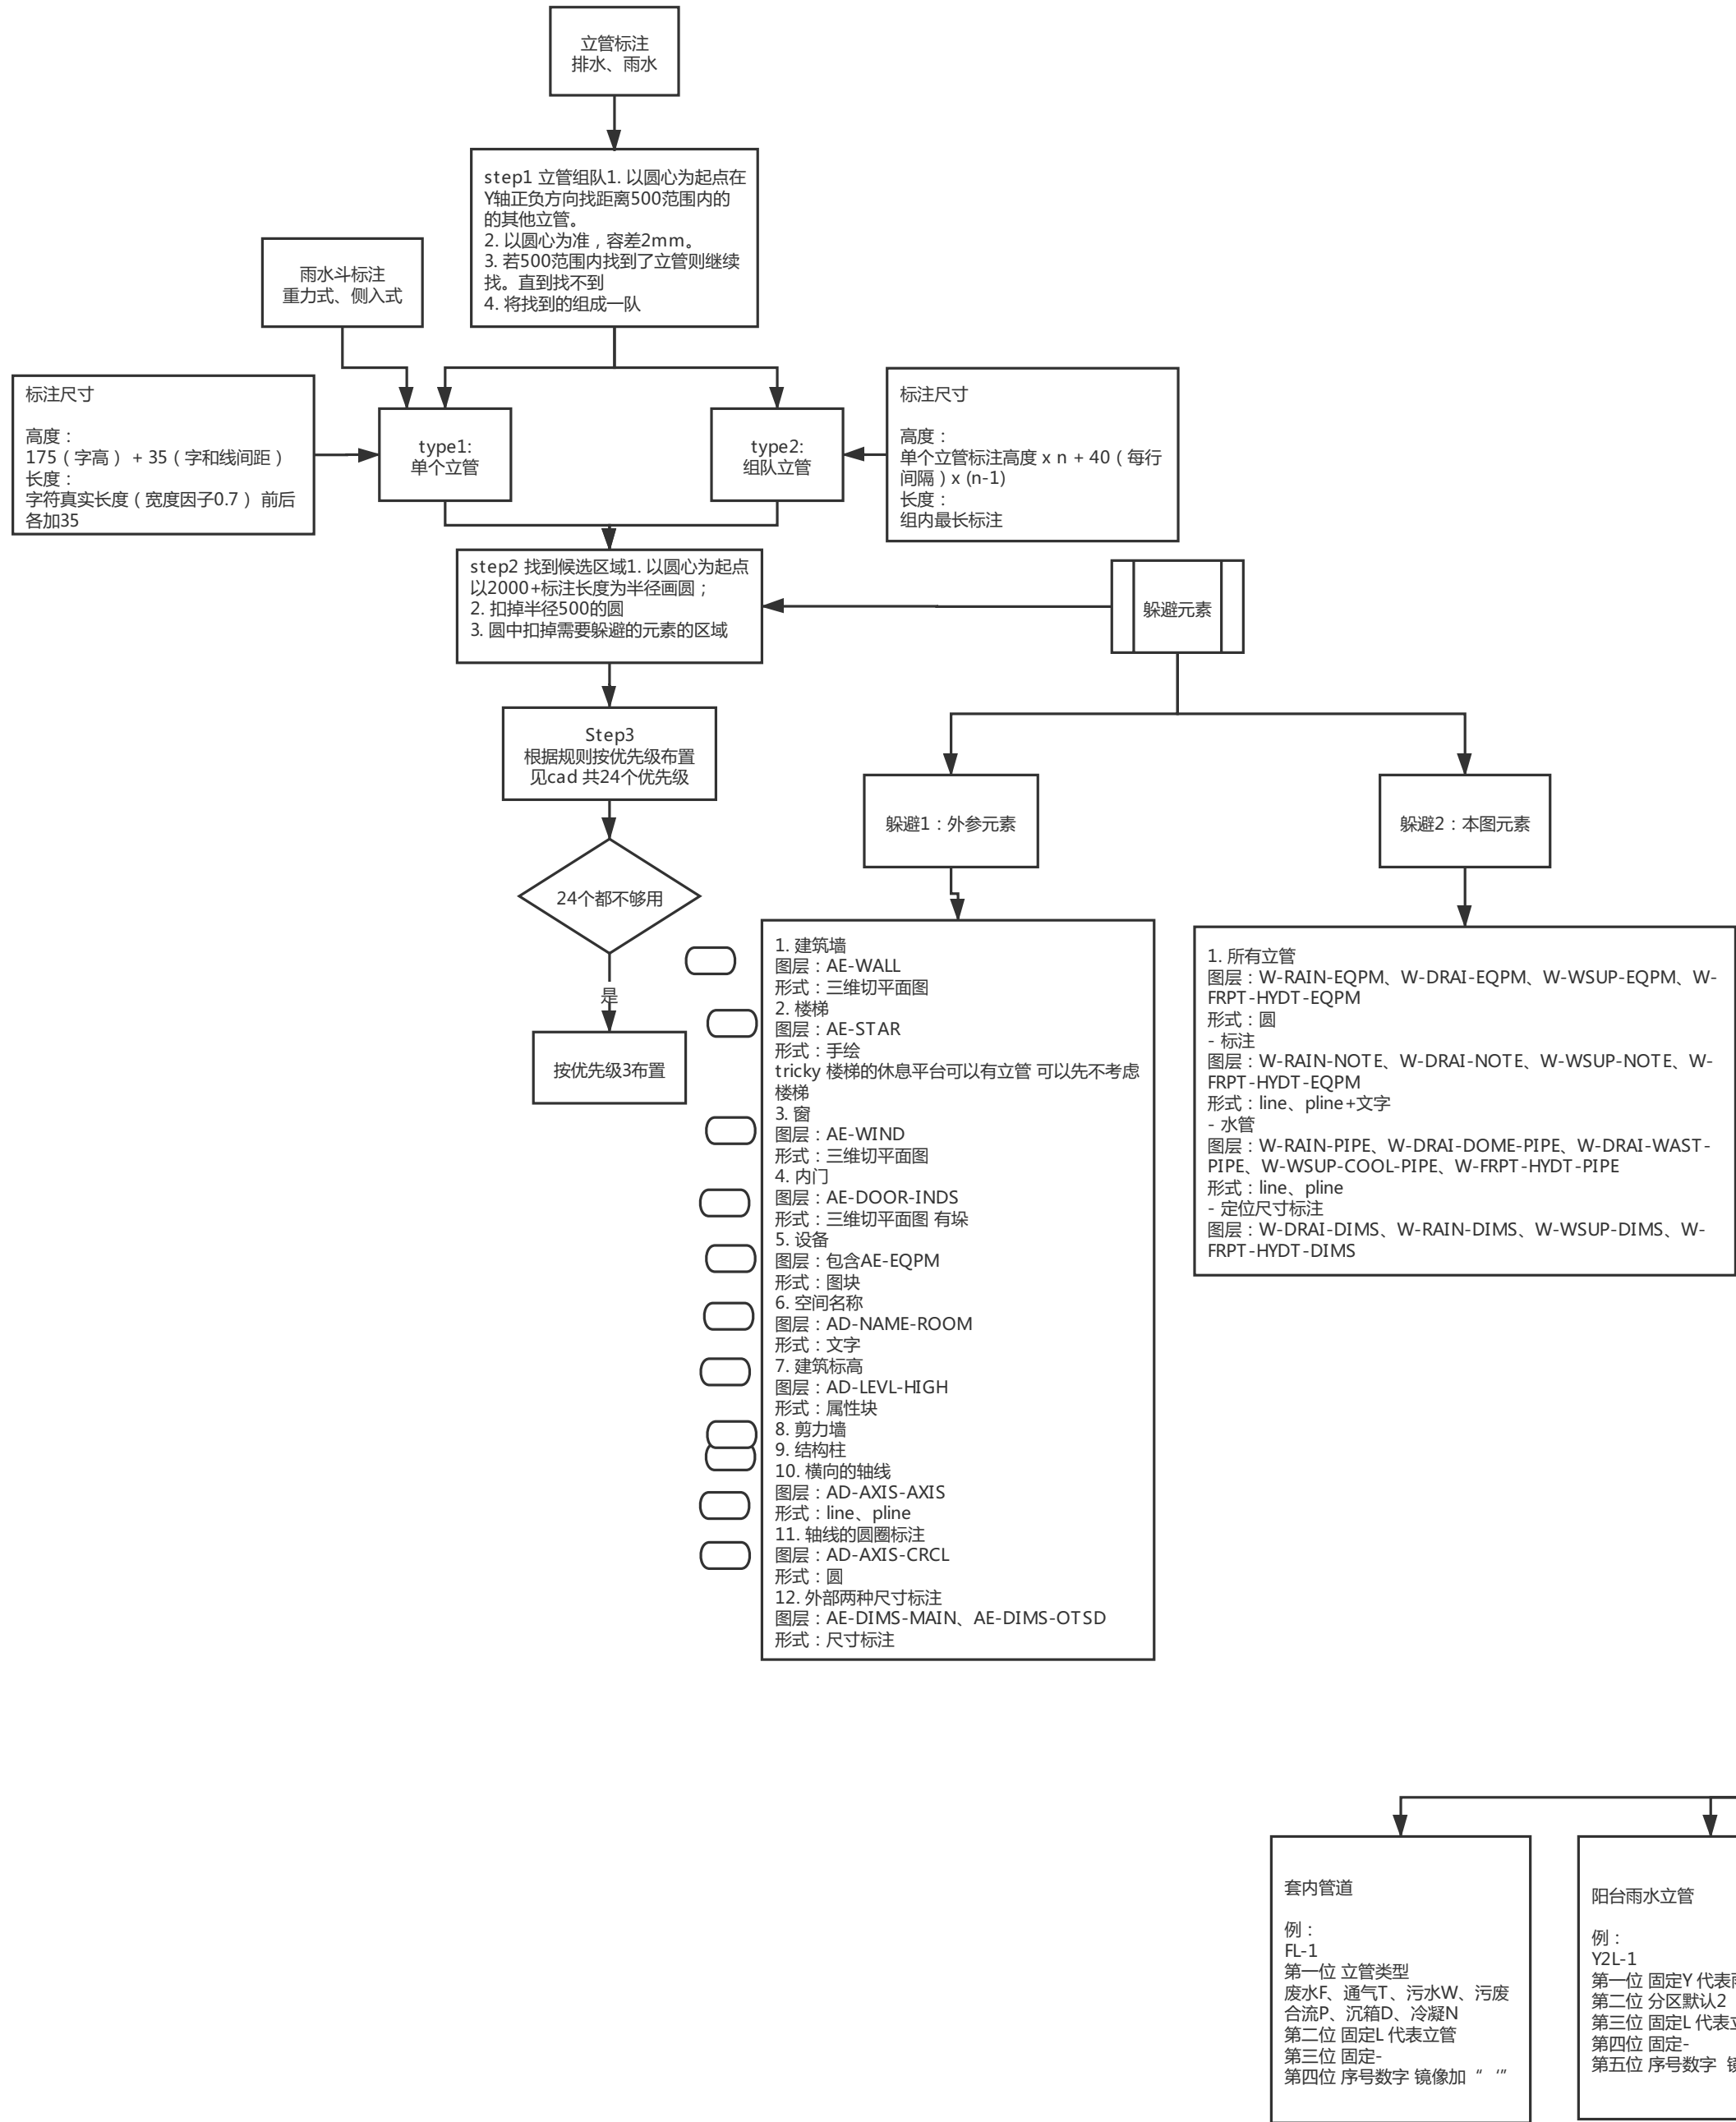 立管标注
排水、雨水
step1 立管组队1. 以圆心为起点在
Y轴正负方向找距离500范围内的
的其他立管。
2. 以圆心为准，容差2mm。
3. 若500范围内找到了立管则继续
找。直到找不到
4. 将找到的组成一队
雨水斗标注
重力式、侧入式
标注尺寸
高度：
175（字高） + 35（字和线间距）
长度：
字符真实长度（宽度因子0.7） 前后
各加35
type1:
单个立管
type2:
组队立管
标注尺寸
高度：
单个立管标注高度 x n + 40（每行
间隔）x (n-1)
长度：
组内最长标注
step2 找到候选区域1. 以圆心为起点
以2000+标注长度为半径画圆；
2. 扣掉半径500的圆
3. 圆中扣掉需要躲避的元素的区域
躲避元素
Step3
根据规则按优先级布置
见cad 共24个优先级
24个都不够用
是
按优先级3布置
躲避1：外参元素
躲避2：本图元素
1. 建筑墙
图层：AE-WALL
形式：三维切平面图
2. 楼梯
图层：AE-STAR
形式：手绘
tricky 楼梯的休息平台可以有立管 可以先不考虑
楼梯
3. 窗
图层：AE-WIND
形式：三维切平面图
4. 内门
图层：AE-DOOR-INDS
形式：三维切平面图 有垛
5. 设备
图层：包含AE-EQPM
形式：图块
6. 空间名称
图层：AD-NAME-ROOM
形式：文字
7. 建筑标高
图层：AD-LEVL-HIGH
形式：属性块
8. 剪力墙
9. 结构柱
10. 横向的轴线
图层：AD-AXIS-AXIS
形式：line、pline
11. 轴线的圆圈标注
图层：AD-AXIS-CRCL
形式：圆
12. 外部两种尺寸标注
图层：AE-DIMS-MAIN、AE-DIMS-OTSD
形式：尺寸标注
1. 所有立管
图层：W-RAIN-EQPM、W-DRAI-EQPM、W-WSUP-EQPM、W-
FRPT-HYDT-EQPM
形式：圆
- 标注
图层：W-RAIN-NOTE、W-DRAI-NOTE、W-WSUP-NOTE、W-
FRPT-HYDT-EQPM
形式：line、pline+文字
- 水管
图层：W-RAIN-PIPE、W-DRAI-DOME-PIPE、W-DRAI-WAST-
PIPE、W-WSUP-COOL-PIPE、W-FRPT-HYDT-PIPE
形式：line、pline
- 定位尺寸标注
图层：W-DRAI-DIMS、W-RAIN-DIMS、W-WSUP-DIMS、W-
FRPT-HYDT-DIMS
套内管道
例：
FL-1
第一位 立管类型
废水F、通气T、污水W、污废
合流P、沉箱D、冷凝N
第二位 固定L 代表立管
第三位 固定-
第四位 序号数字 镜像加“ ‘”
阳台雨水立管
例：
Y2L-1
第一位 固定Y 代表
第二位 分区默认2
第三位 固定L 代表
第四位 固定-
第五位 序号数字